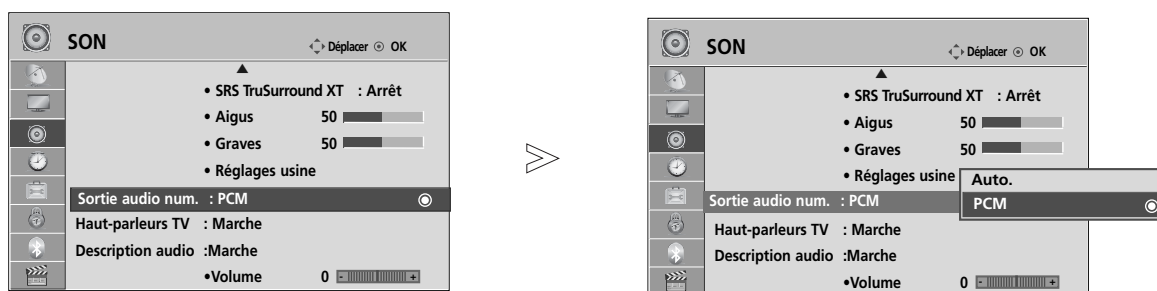 SON Déplacer OK
• SRS TruSurround XT : Arrêt
• Aigus 50
• Graves 50
• Réglages usine
Sortie audio num. : PCM
Haut-parleurs TV : Marche
Description audio :Marche
•Volume 0 - +
SON Déplacer OK
• SRS TruSurround XT : Arrêt
• Aigus 50
• Graves 50
• Réglages usine
Auto.
Sortie audio num. : PCM
PCM
Haut-parleurs TV : Marche
Description audio :Marche
•Volume 0 - +